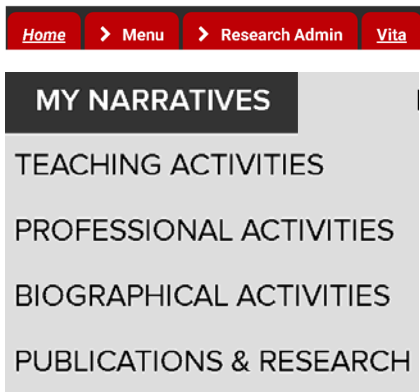 Home Menu Research Admin Vita
MY NARRATIVES
TEACHING ACTIVITIES
PROFESSIONAL ACTIVITIES
BIOGRAPHICAL ACTIVITIES
PUBLICATIONS & RESEARCH